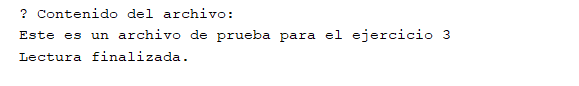 ? Contenido del archivo:
Este es un archivo de prueba para el ejercicio 3
Lectura finalizada.